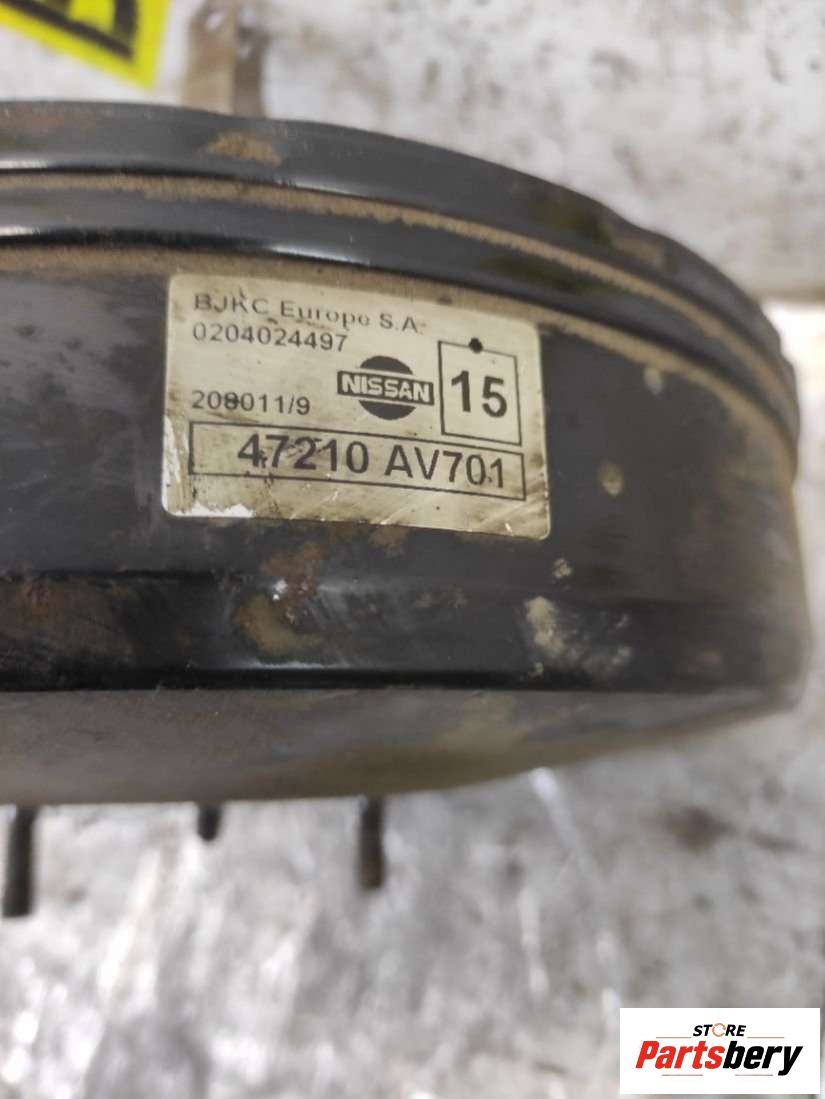 BJKC Europe S.A.
0204024497
208011/9
NISSAN
15
47210 AV701
STORE
Partsbery